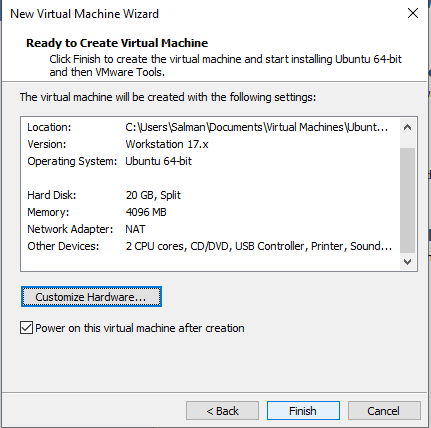 New Virtual Machine Wizard
Ready to Create Virtual Machine
Click Finish to create the virtual machine and start installing Ubuntu 64-bit
and then VMware Tools.
The virtual machine will be created with the following settings:
Location: C:\Users\Salman\Documents\Virtual Machines\Ubunt...
Version: Workstation 17.x
Operating System: Ubuntu 64-bit
Hard Disk: 20 GB, Split
Memory: 4096 MB
Network Adapter: NAT
Other Devices: 2 CPU cores, CD/DVD, USB Controller, Printer, Sound...
Customize Hardware...
Power on this virtual machine after creation
< Back Finish Cancel